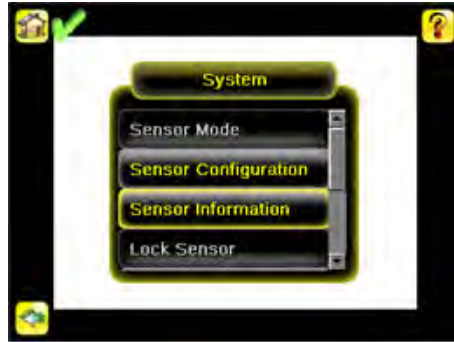 ?
System
Sensor Mode
Sensor Configuration
Sensor Information
Lock Sensor